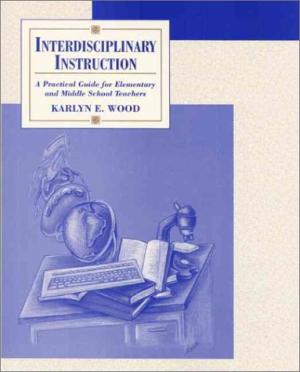 INTERDISCIPLINARY
INSTRUCTION
A Practical Guide for Elementary
and Middle School Teachers
KARLYN E. WOOD